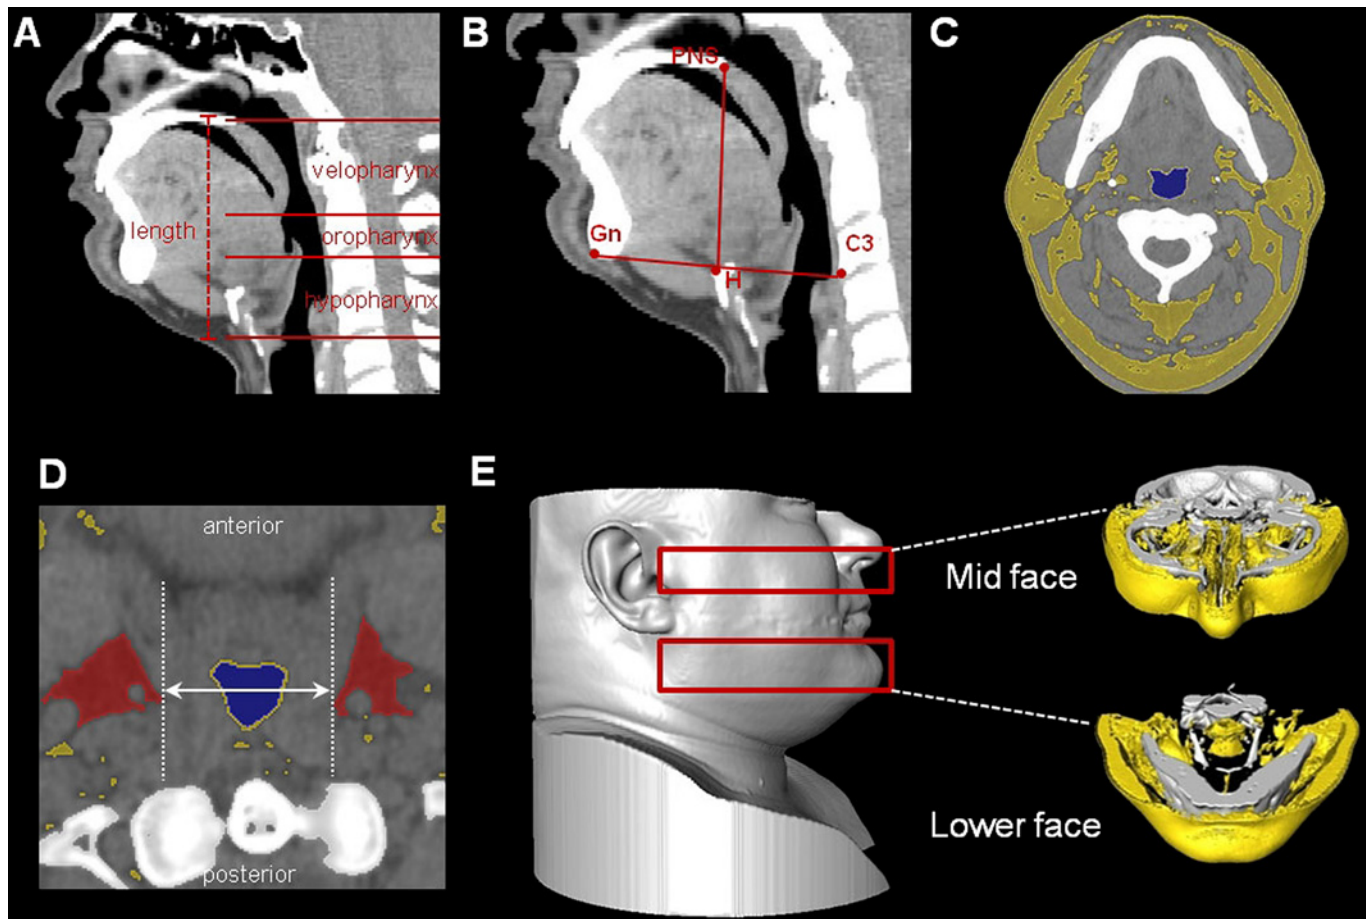 A
velopharynx
length
oropharynx
hypopharynx
B
PNS
Gn
C3
H
C
D
anterior
posterior
E
Mid face
Lower face